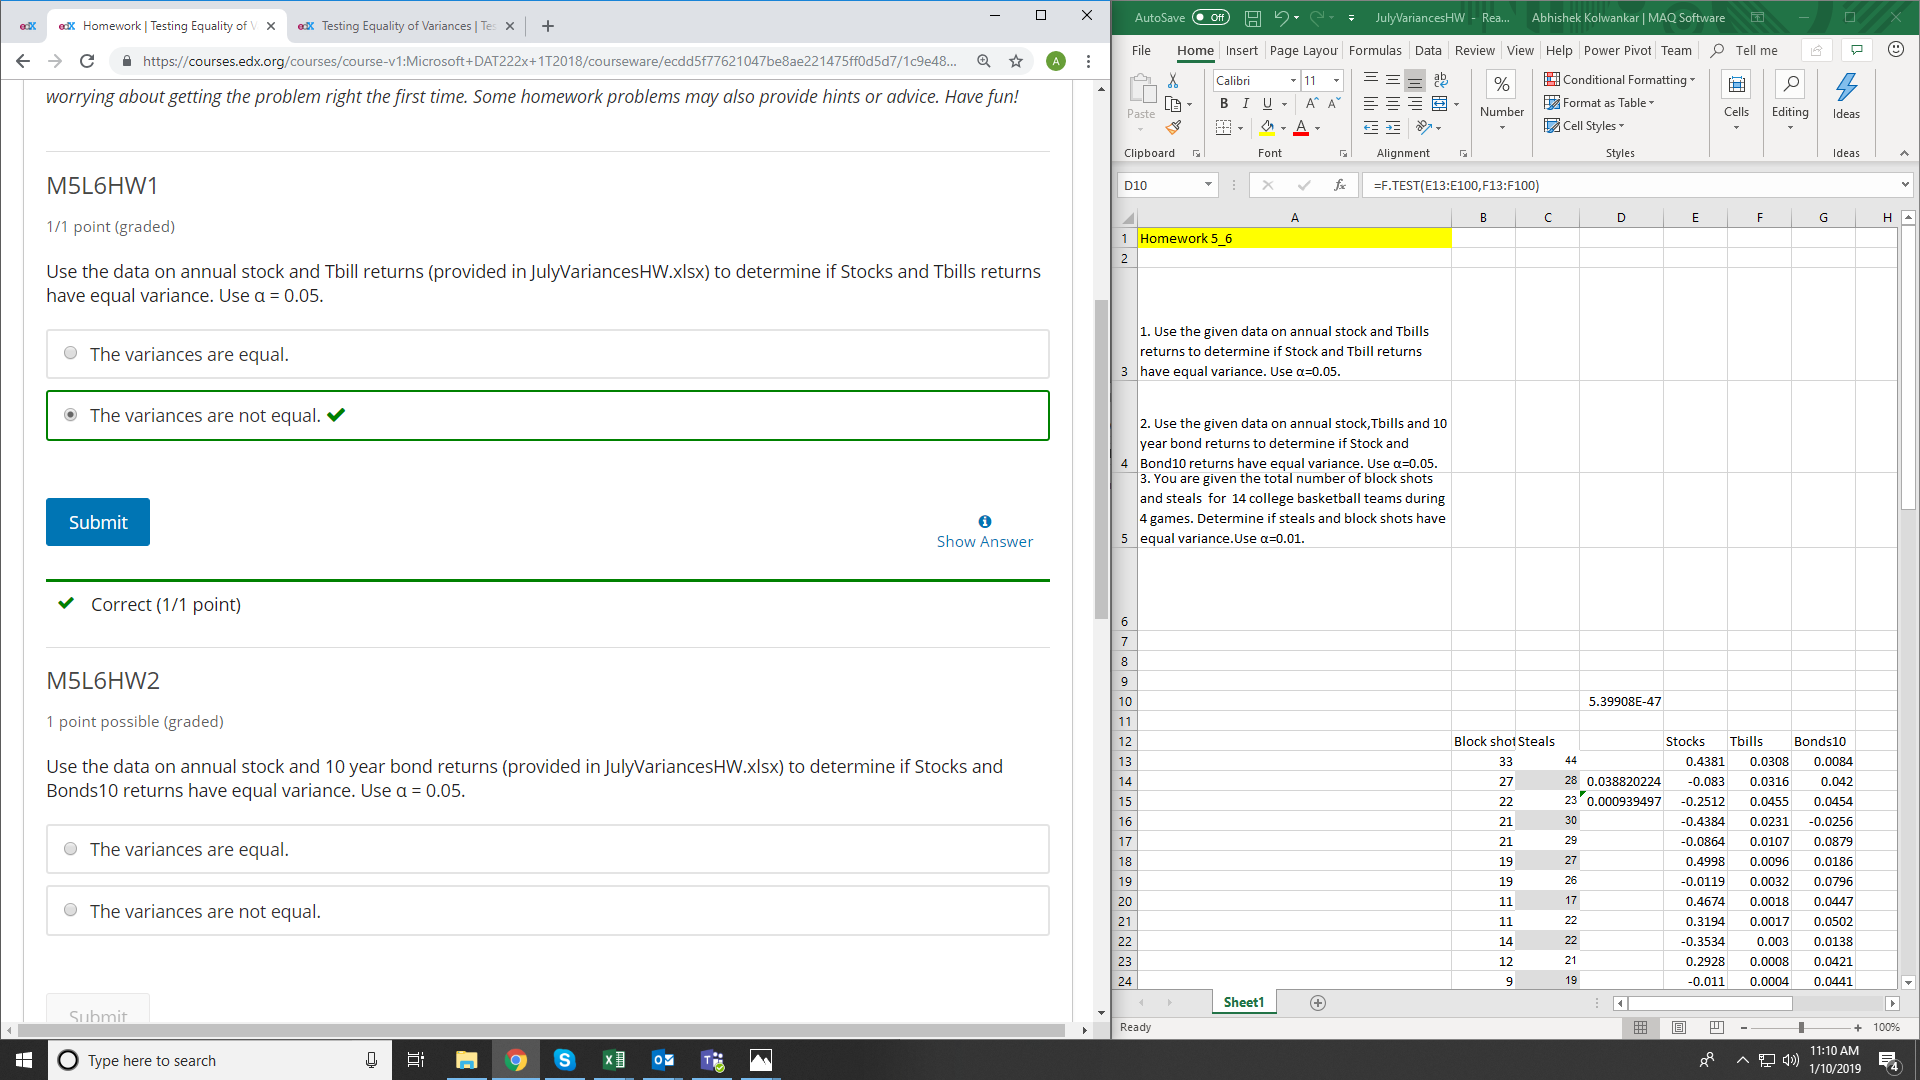 edX
edX Homework | Testing Equality of V
edX Testing Equality of Variances | Tes
https://courses.edx.org/courses/course-v1:Microsoft+DAT222x+1T2018/courseware/ecdd5f77621047be8ae221475ff0d5d7/1c9e48...
A
worrying about getting the problem right the first time. Some homework problems may also provide hints or advice. Have fun!
M5L6HW1
1/1 point (graded)
Use the data on annual stock and Tbill returns (provided in JulyVariancesHW.xlsx) to determine if Stocks and Tbills returns
have equal variance. Use α = 0.05.
The variances are equal.
The variances are not equal.
Submit
Show Answer
Correct (1/1 point)
M5L6HW2
1 point possible (graded)
Use the data on annual stock and 10 year bond returns (provided in JulyVariancesHW.xlsx) to determine if Stocks and
Bonds10 returns have equal variance. Use α = 0.05.
The variances are equal.
The variances are not equal.
Submit
AutoSave Off JulyVariancesHW - Rea... Abhishek Kolwankar | MAQ Software
File Home Insert Page Layou Formulas Data Review View Help Power Pivot Team Tell me
Paste
Calibri 11
B I U A A A
ab
%
Number
Conditional Formatting
Format as Table
Cell Styles
Cells
Editing
Ideas
Clipboard Font Alignment Styles Ideas
D10 fx =F.TEST(E13:E100,F13:F100)
A B C D E F G H
1 Homework 5_6
2
1. Use the given data on annual stock and Tbills
returns to determine if Stock and Tbill returns
3 have equal variance. Use α=0.05.
2. Use the given data on annual stock,Tbills and 10
year bond returns to determine if Stock and
4 Bond10 returns have equal variance. Use α=0.05.
3. You are given the total number of block shots
and steals for 14 college basketball teams during
4 games. Determine if steals and block shots have
5 equal variance.Use α=0.01.
6
7
8
9
10 5.39908E-47
11
12 Block shot Steals Stocks Tbills Bonds10
13 33 44 0.4381 0.0308 0.0084
14 27 28 0.038820224 -0.083 0.0316 0.042
15 22 23 0.000939497 -0.2512 0.0455 0.0454
16 21 30 -0.4384 0.0231 -0.0256
17 21 29 -0.0864 0.0107 0.0879
18 19 27 0.4998 0.0096 0.0186
19 19 26 -0.0119 0.0032 0.0796
20 11 17 0.4674 0.0018 0.0447
21 11 22 0.3194 0.0017 0.0502
22 14 22 -0.3534 0.003 0.0138
23 12 21 0.2928 0.0008 0.0421
24 9 19 -0.011 0.0004 0.0441
Sheet1
Ready 100%
Type here to search
11:10 AM
1/10/2019
4